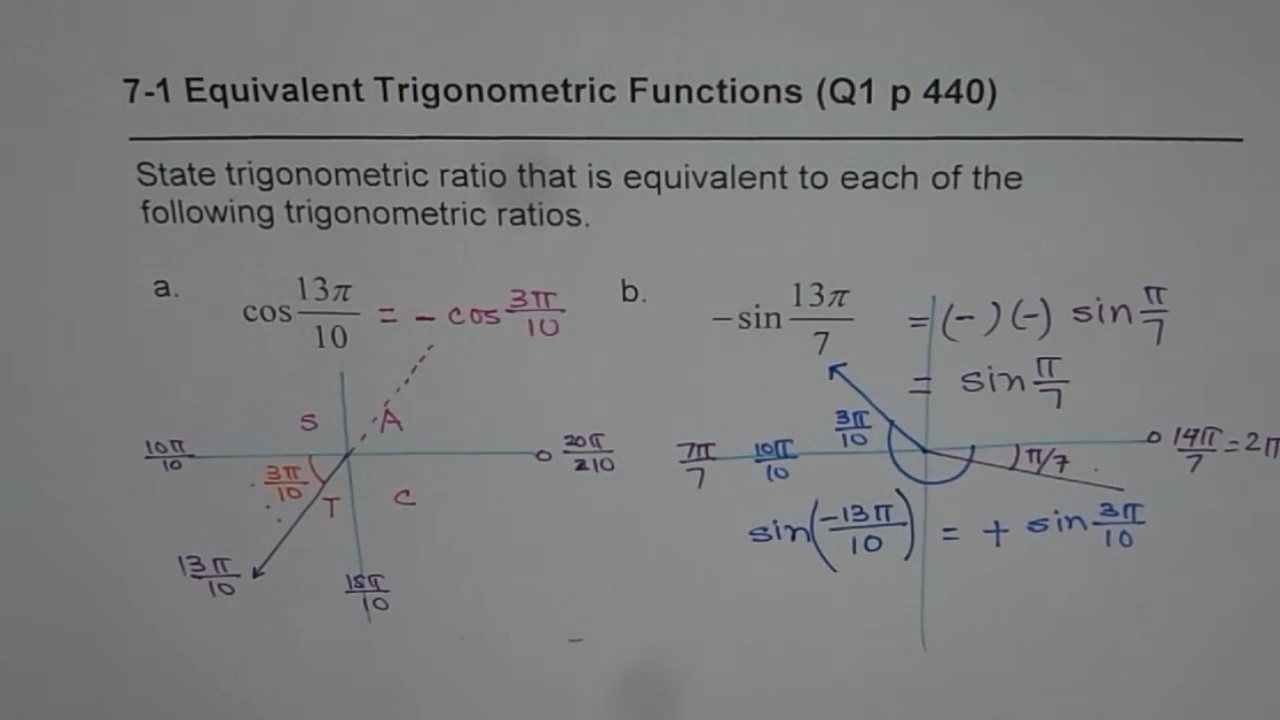 7-1 Equivalent Trigonometric Functions (Q1 p 440)
State trigonometric ratio that is equivalent to each of the
following trigonometric ratios.
a. cos 13π/10 = - cos 3π/10
S A
10π/10
20π/210
3π/10
T C
13π/10
15π/10
b. -sin 13π/7 = (-)(-) sin π/7
= sin π/7
3π/10
7π/7
10π/10
14π/7 = 2π
π/7
sin(-13π/10) = + sin 3π/10